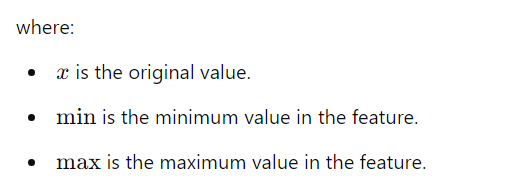 where:
• x is the original value.
• min is the minimum value in the feature.
• max is the maximum value in the feature.